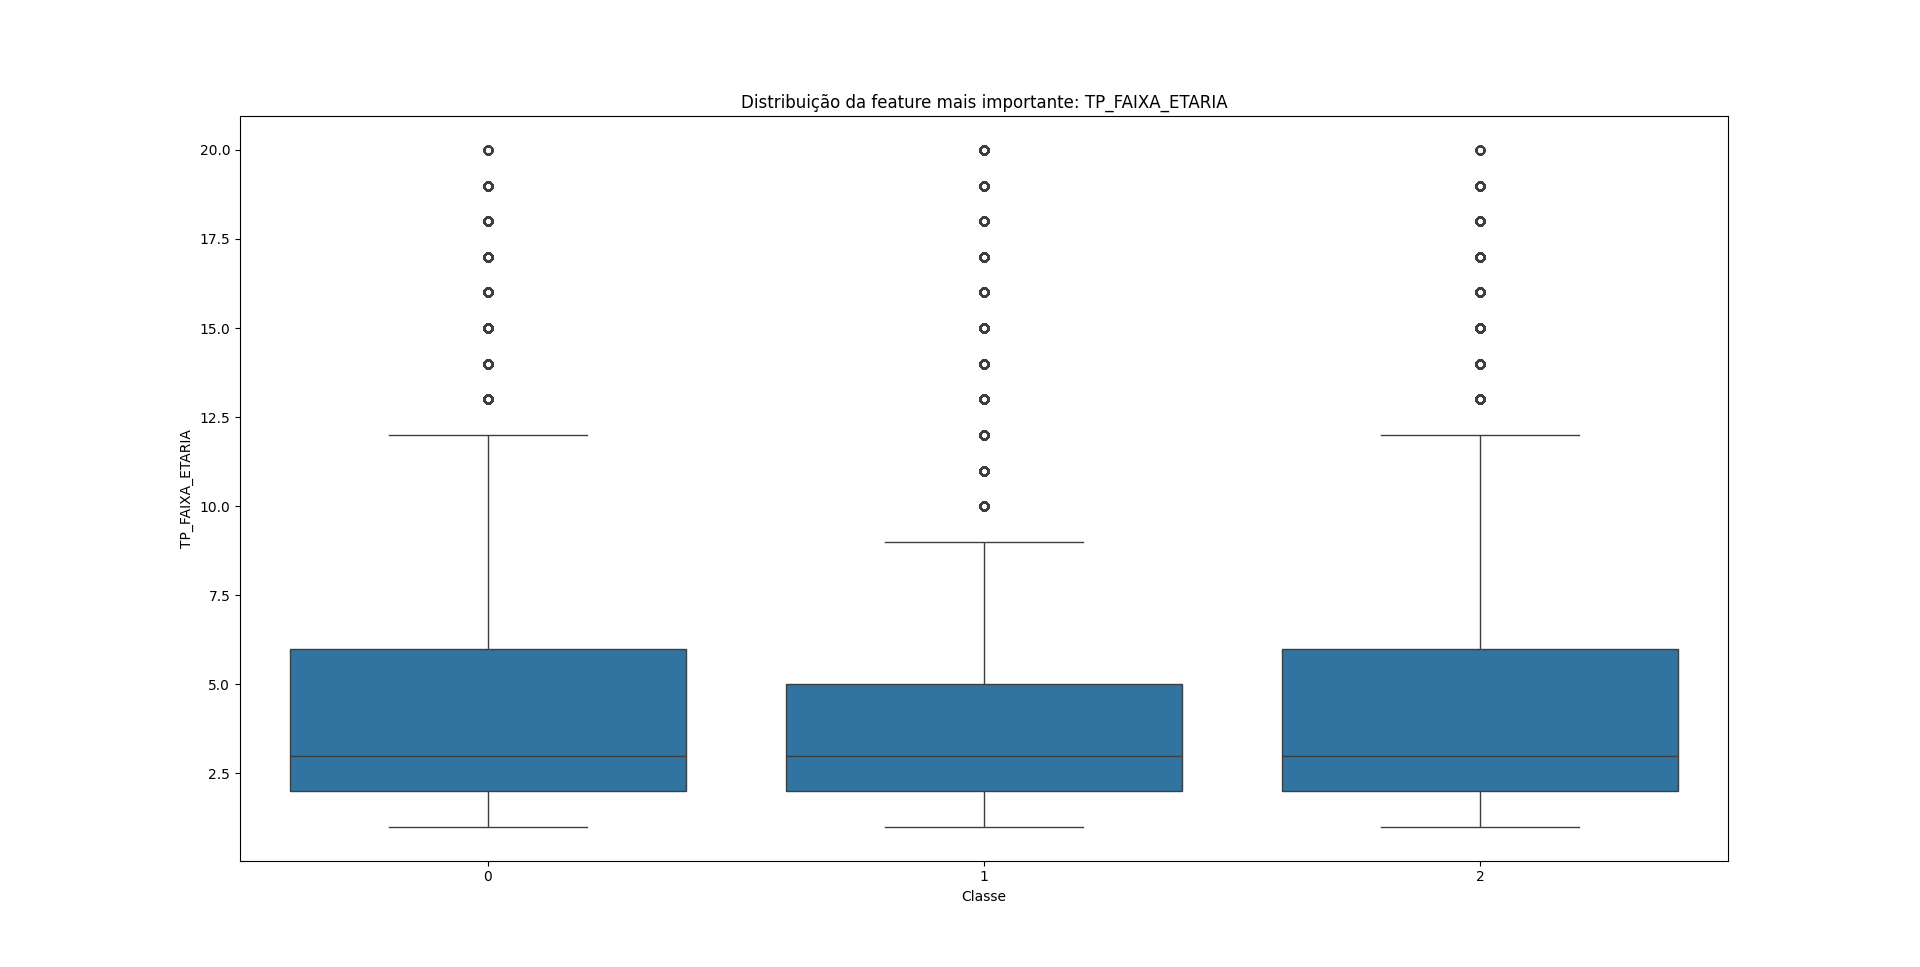 Distribuição da feature mais importante: TP_FAIXA_ETARIA
20.0
17.5
15.0
12.5
10.0
7.5
5.0
2.5
TP_FAIXA_ETARIA
0 1 2
Classe